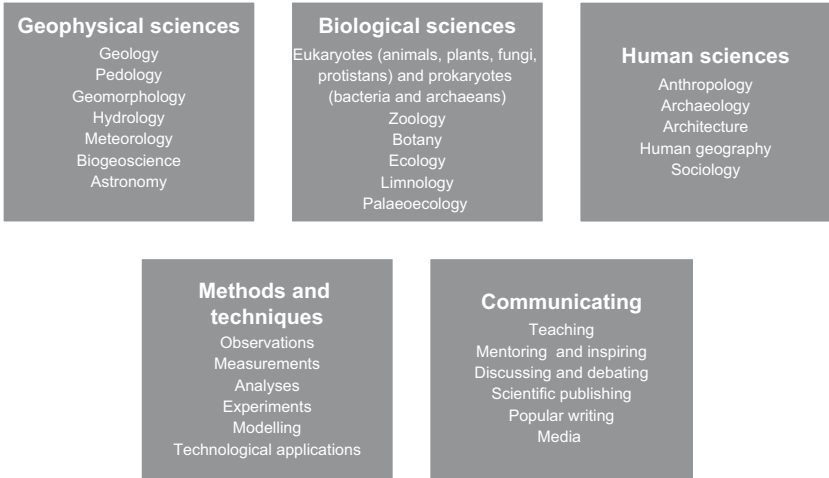 Geophysical sciences
Geology
Pedology
Geomorphology
Hydrology
Meteorology
Biogeoscience
Astronomy
Biological sciences
Eukaryotes (animals, plants, fungi,
protistans) and prokaryotes
(bacteria and archaeans)
Zoology
Botany
Ecology
Limnology
Palaeoecology
Human sciences
Anthropology
Archaeology
Architecture
Human geography
Sociology
Methods and
techniques
Observations
Measurements
Analyses
Experiments
Modelling
Technological applications
Communicating
Teaching
Mentoring and inspiring
Discussing and debating
Scientific publishing
Popular writing
Media